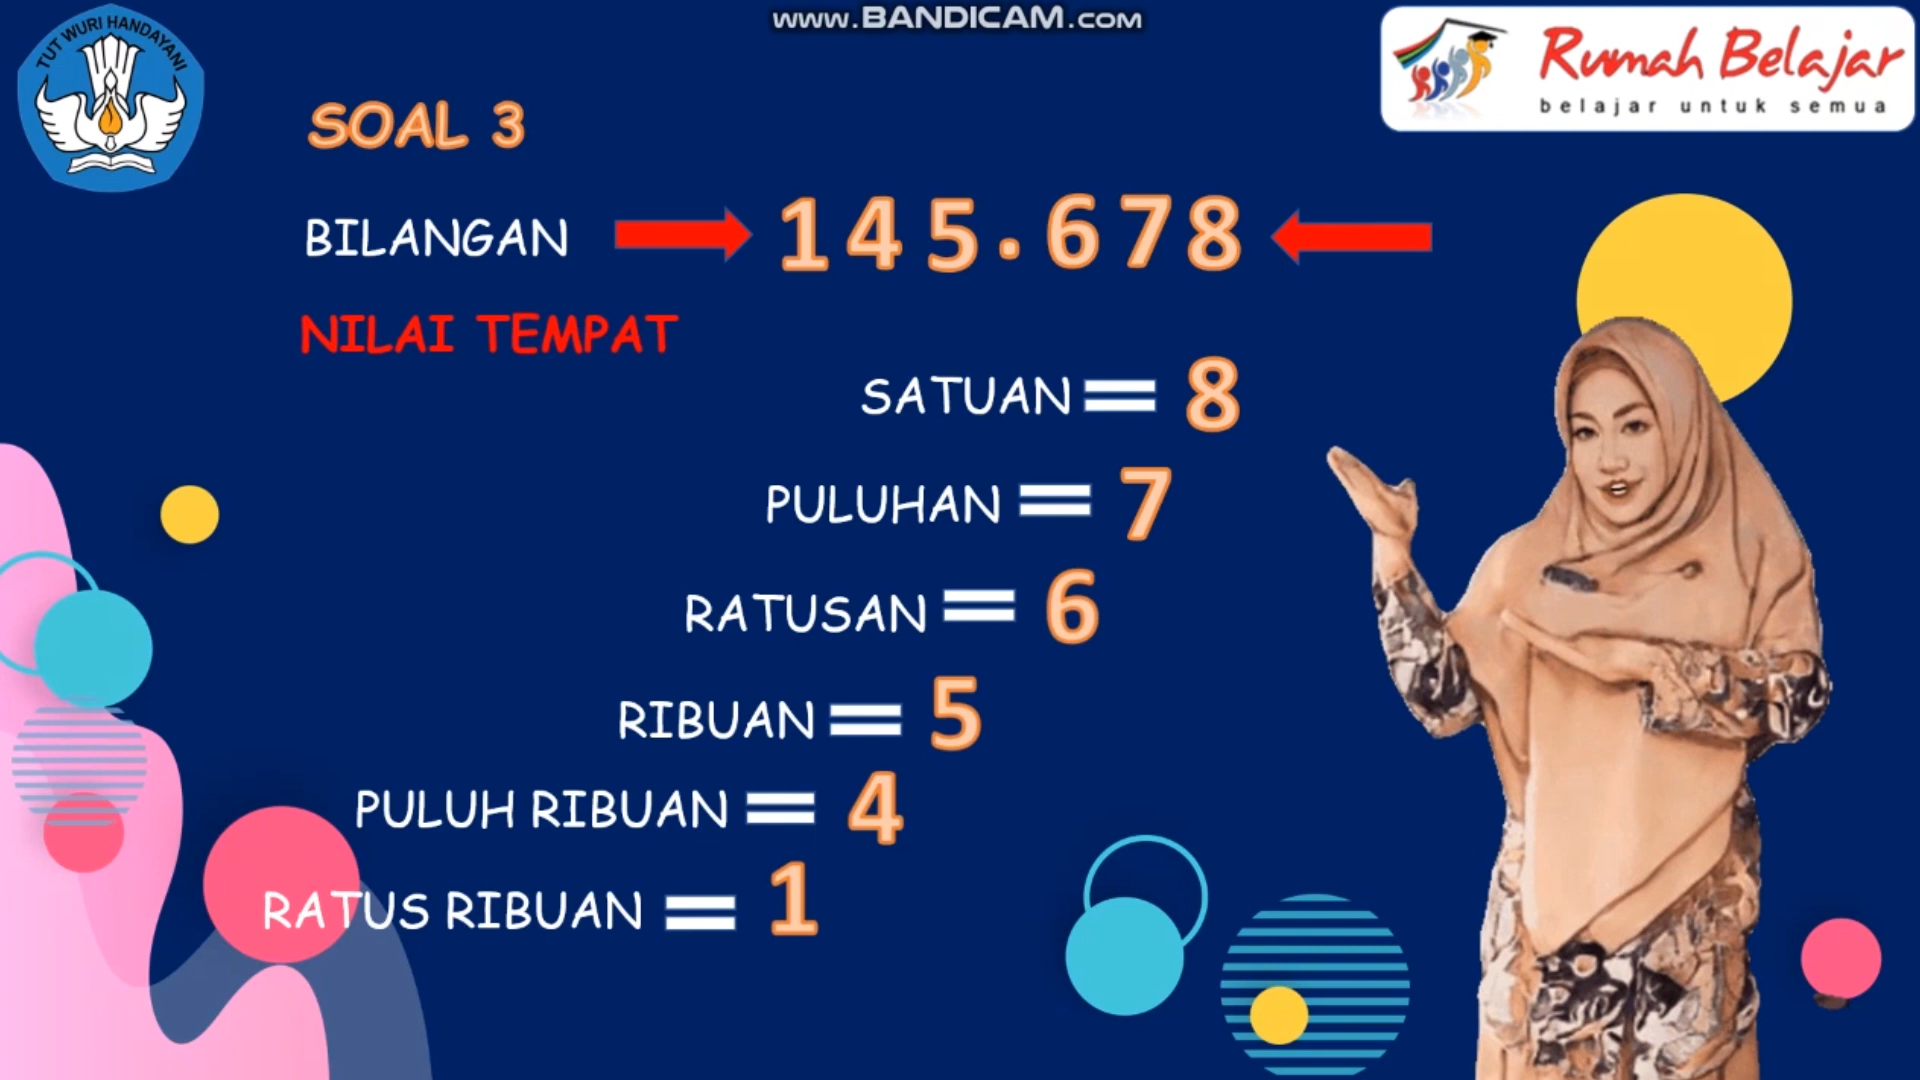 www.BANDICAM.com
TUT WURI HANDAYANI
Rumah Belajar
belajar untuk semua
SOAL 3
BILANGAN 145.678
NILAI TEMPAT
SATUAN = 8
PULUHAN = 7
RATUSAN = 6
RIBUAN = 5
PULUH RIBUAN = 4
RATUS RIBUAN = 1